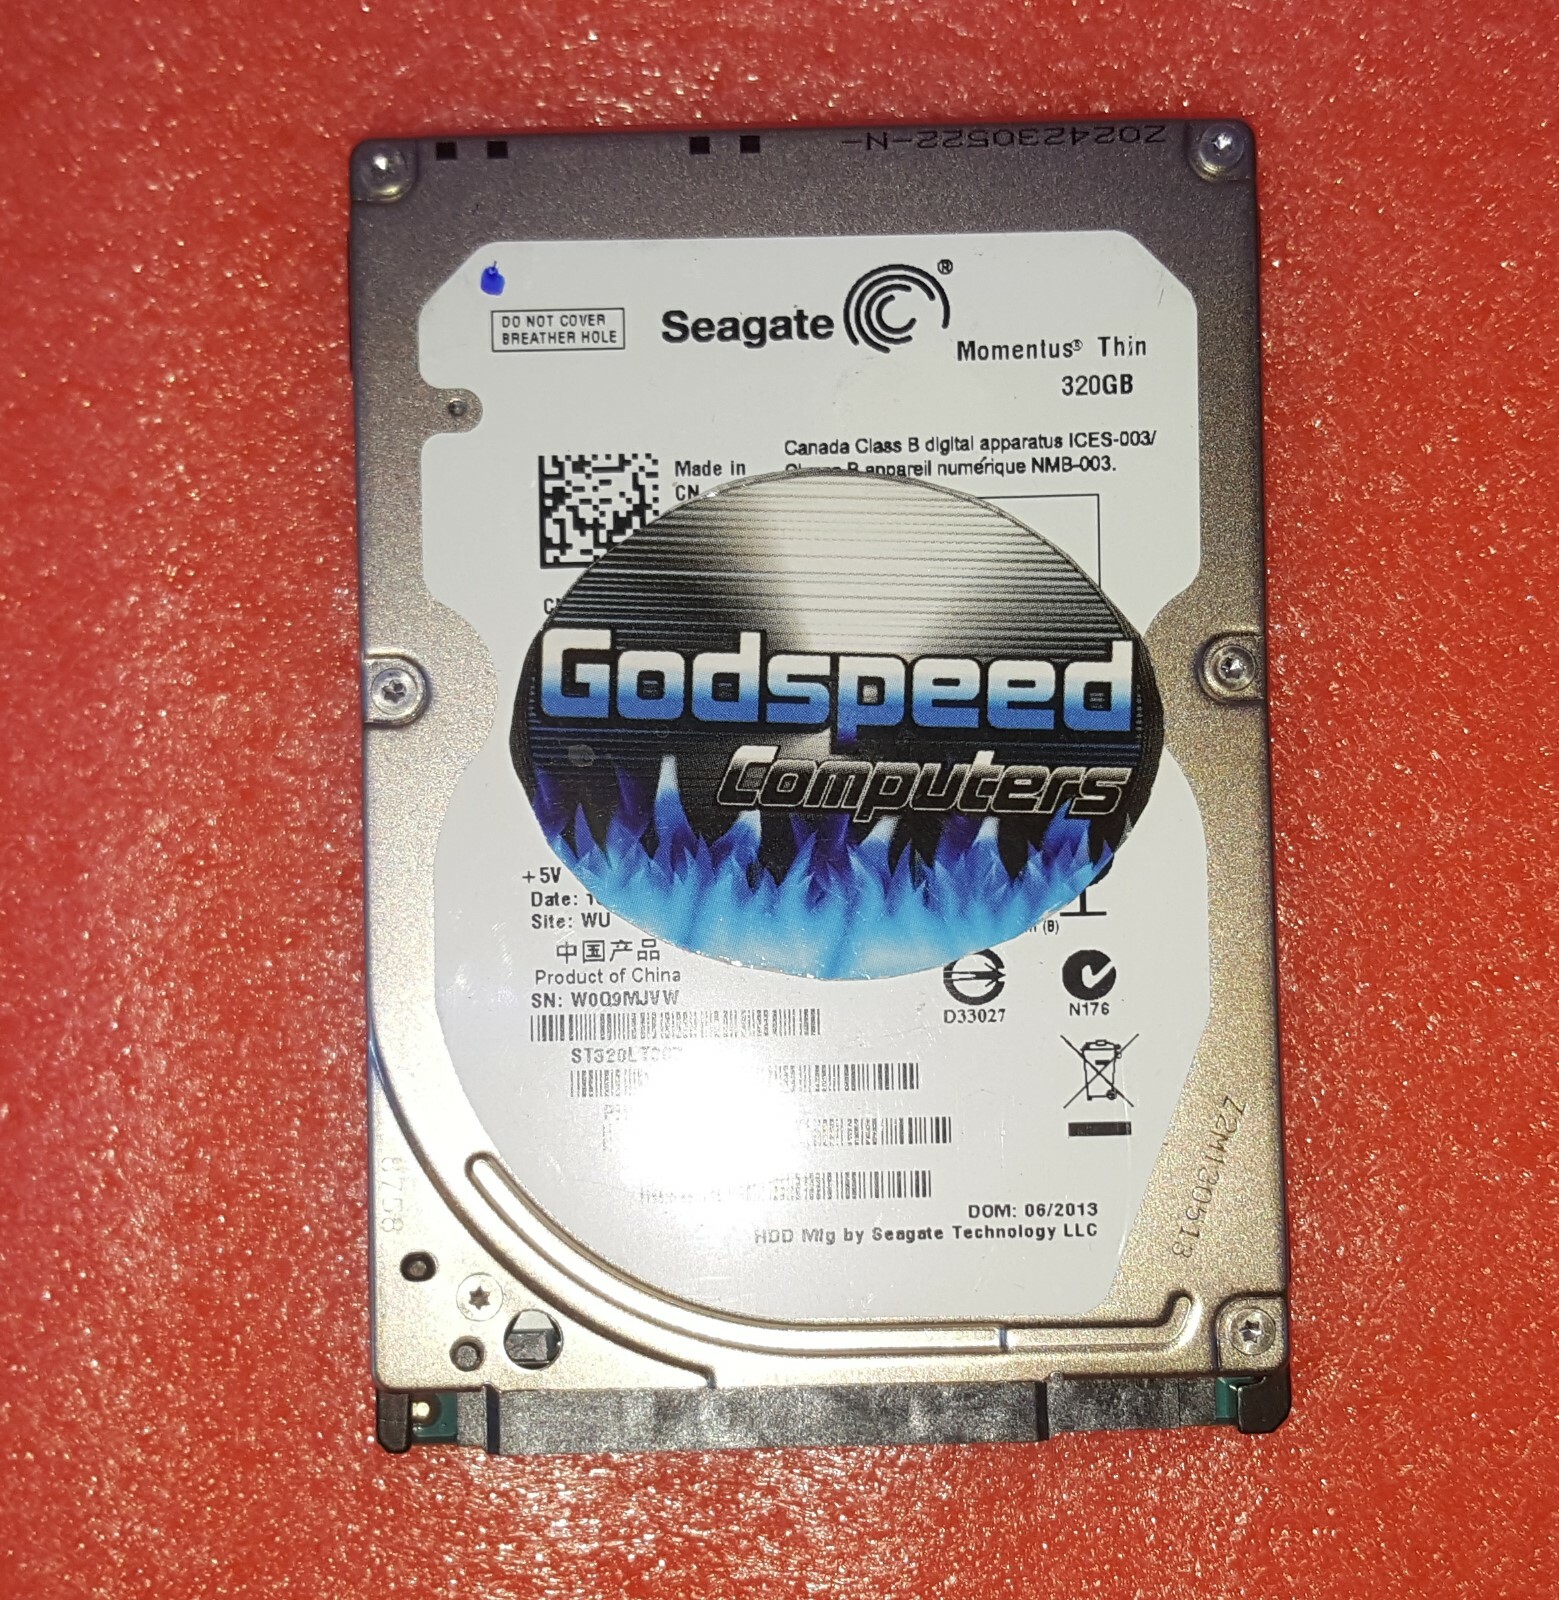 Z024230522-N-
DO NOT COVER
BREATHER HOLE
Seagate®
Momentus® Thin
320GB
Canada Class B digital apparatus ICES-003/
B appareil numérique NMB-003.
Made in
CN
Godspeed
Computers
+5V
Date:
Site: WU
中国产品
Product of China
SN: W0Q9MJVW
(B)
D33027
N176
DOM: 06/2013
HDD Mfg by Seagate Technology LLC